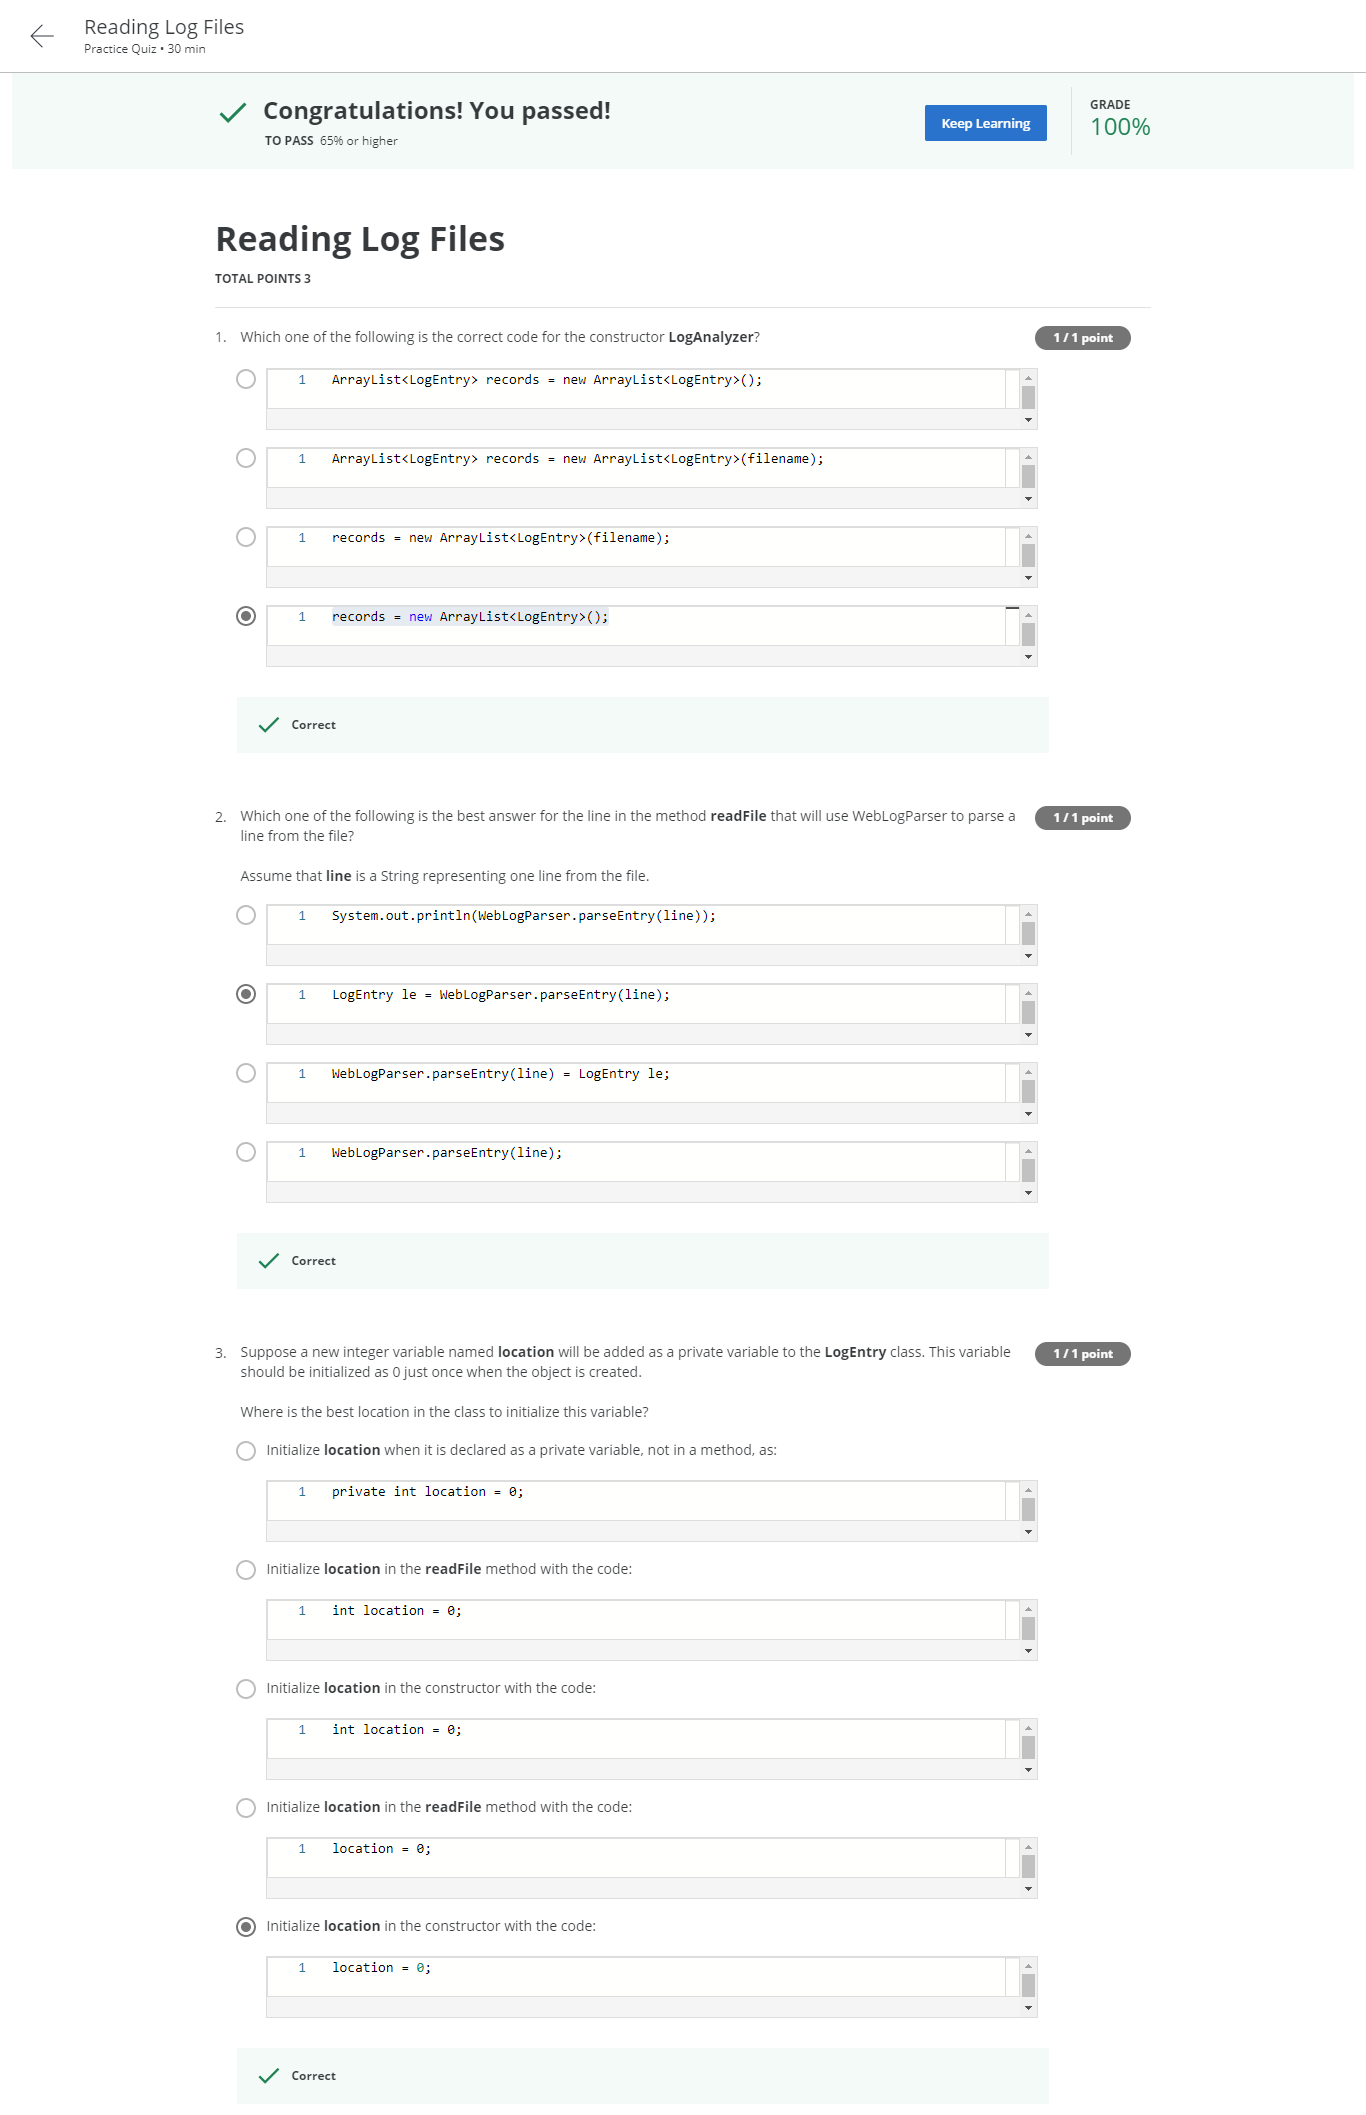 Reading Log Files
Practice Quiz • 30 min
Congratulations! You passed!
TO PASS 65% or higher
Keep Learning
GRADE
100%
Reading Log Files
TOTAL POINTS 3
1. Which one of the following is the correct code for the constructor LogAnalyzer?
1 / 1 point
1 ArrayList<LogEntry> records = new ArrayList<LogEntry>();
1 ArrayList<LogEntry> records = new ArrayList<LogEntry>(filename);
1 records = new ArrayList<LogEntry>(filename);
1 records = new ArrayList<LogEntry>();
Correct
2. Which one of the following is the best answer for the line in the method readFile that will use WebLogParser to parse a
line from the file?
1 / 1 point
Assume that line is a String representing one line from the file.
1 System.out.println(WebLogParser.parseEntry(line));
1 LogEntry le = WebLogParser.parseEntry(line);
1 WebLogParser.parseEntry(line) = LogEntry le;
1 WebLogParser.parseEntry(line);
Correct
3. Suppose a new integer variable named location will be added as a private variable to the LogEntry class. This variable
should be initialized as 0 just once when the object is created.
1 / 1 point
Where is the best location in the class to initialize this variable?
Initialize location when it is declared as a private variable, not in a method, as:
1 private int location = 0;
Initialize location in the readFile method with the code:
1 int location = 0;
Initialize location in the constructor with the code:
1 int location = 0;
Initialize location in the readFile method with the code:
1 location = 0;
Initialize location in the constructor with the code:
1 location = 0;
Correct